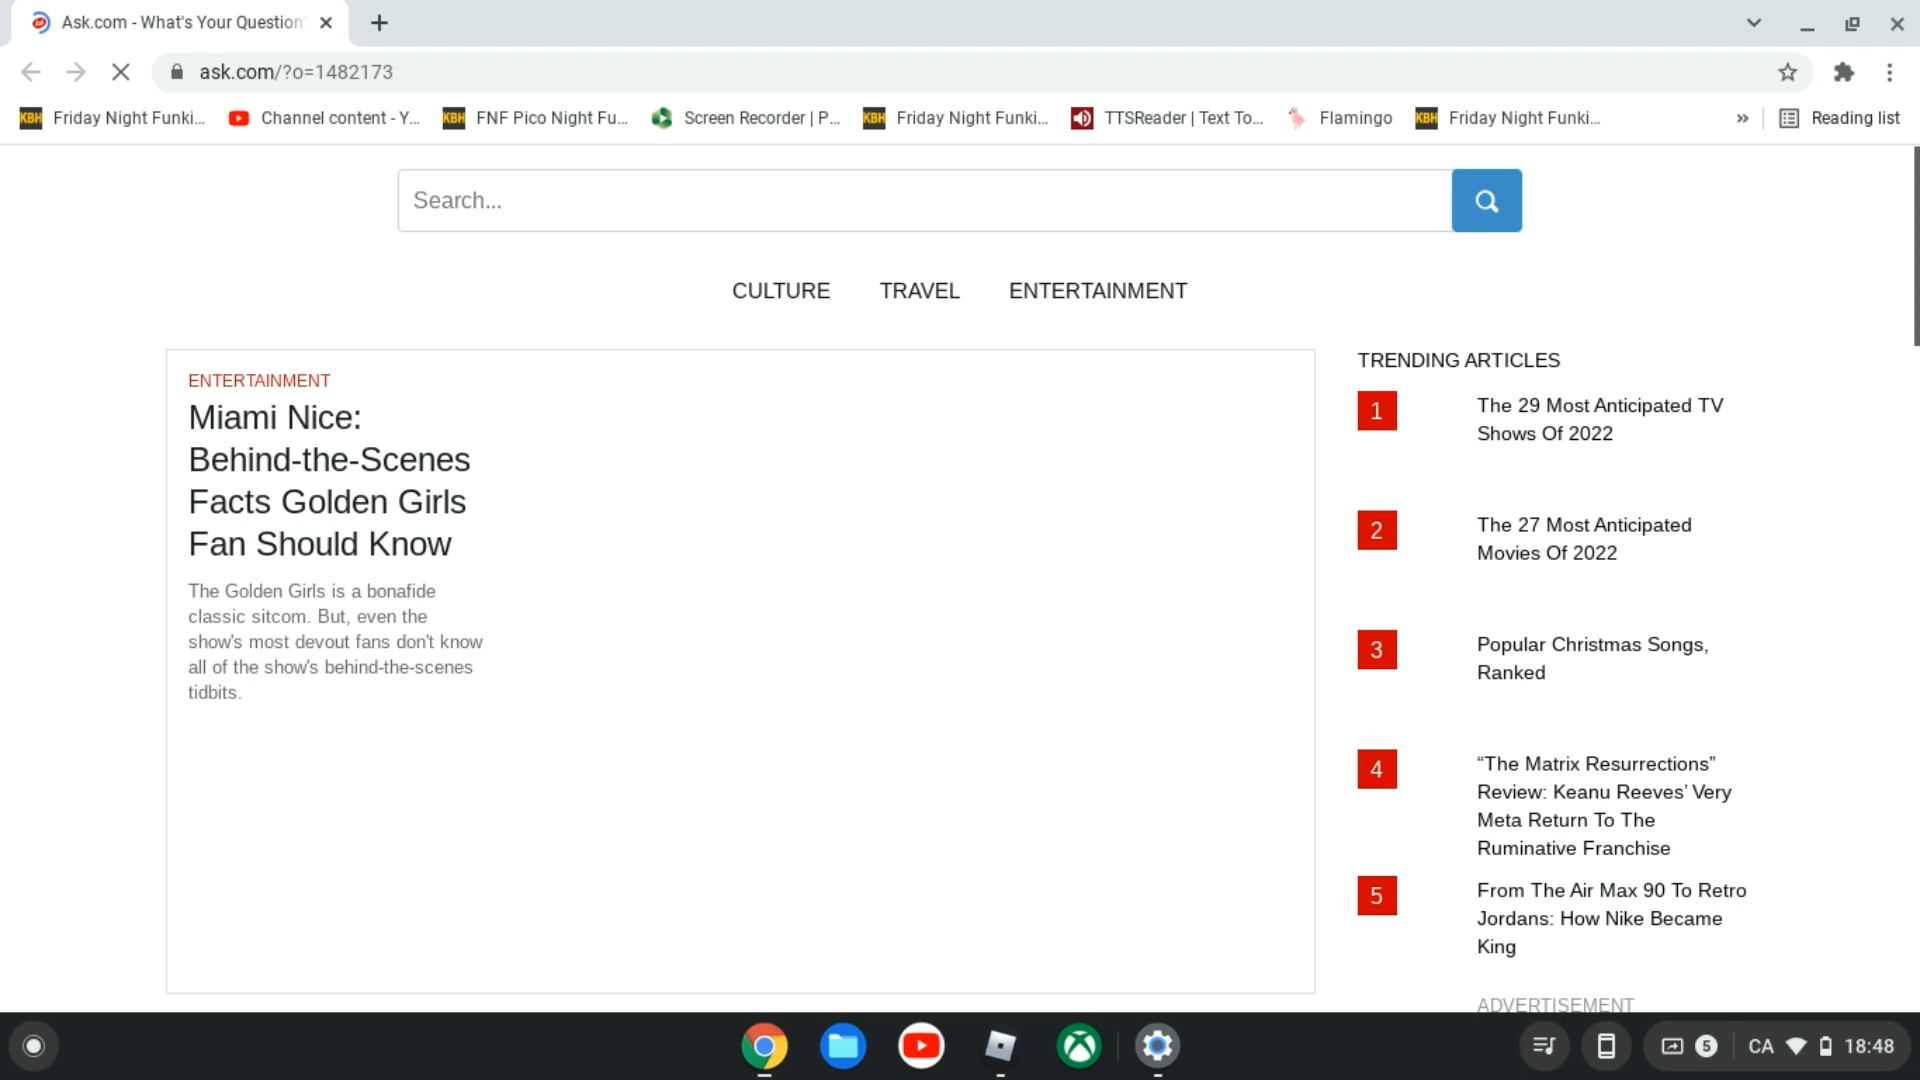 Ask.com - What's Your Question
ask.com/?o=1482173
KBH Friday Night Funki...
Channel content - Y...
KBH FNF Pico Night Fu...
Screen Recorder | P...
KBH Friday Night Funki...
TTSReader | Text To...
Flamingo
KBH Friday Night Funki...
»
Reading list
Search...
CULTURE TRAVEL ENTERTAINMENT
ENTERTAINMENT
Miami Nice:
Behind-the-Scenes
Facts Golden Girls
Fan Should Know
The Golden Girls is a bonafide
classic sitcom. But, even the
show's most devout fans don't know
all of the show's behind-the-scenes
tidbits.
TRENDING ARTICLES
1 The 29 Most Anticipated TV
Shows Of 2022
2 The 27 Most Anticipated
Movies Of 2022
3 Popular Christmas Songs,
Ranked
4 “The Matrix Resurrections”
Review: Keanu Reeves’ Very
Meta Return To The
Ruminative Franchise
5 From The Air Max 90 To Retro
Jordans: How Nike Became
King
ADVERTISEMENT
5 CA 18:48